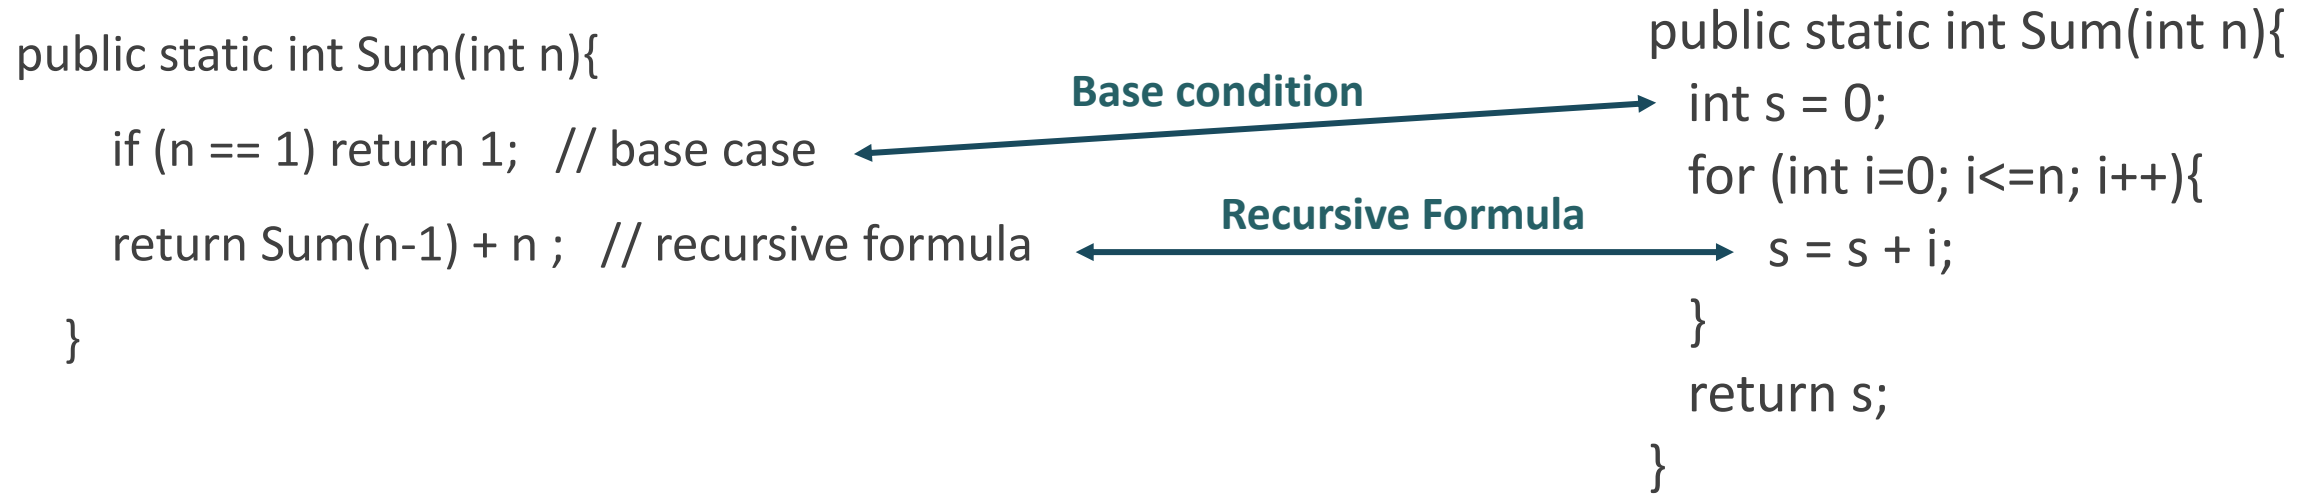 public static int Sum(int n){
if (n == 1) return 1; // base case
return Sum(n-1) + n ; // recursive formula
}
Base condition
Recursive Formula
public static int Sum(int n){
int s = 0;
for (int i=0; i<=n; i++){
s = s + i;
}
return s;
}